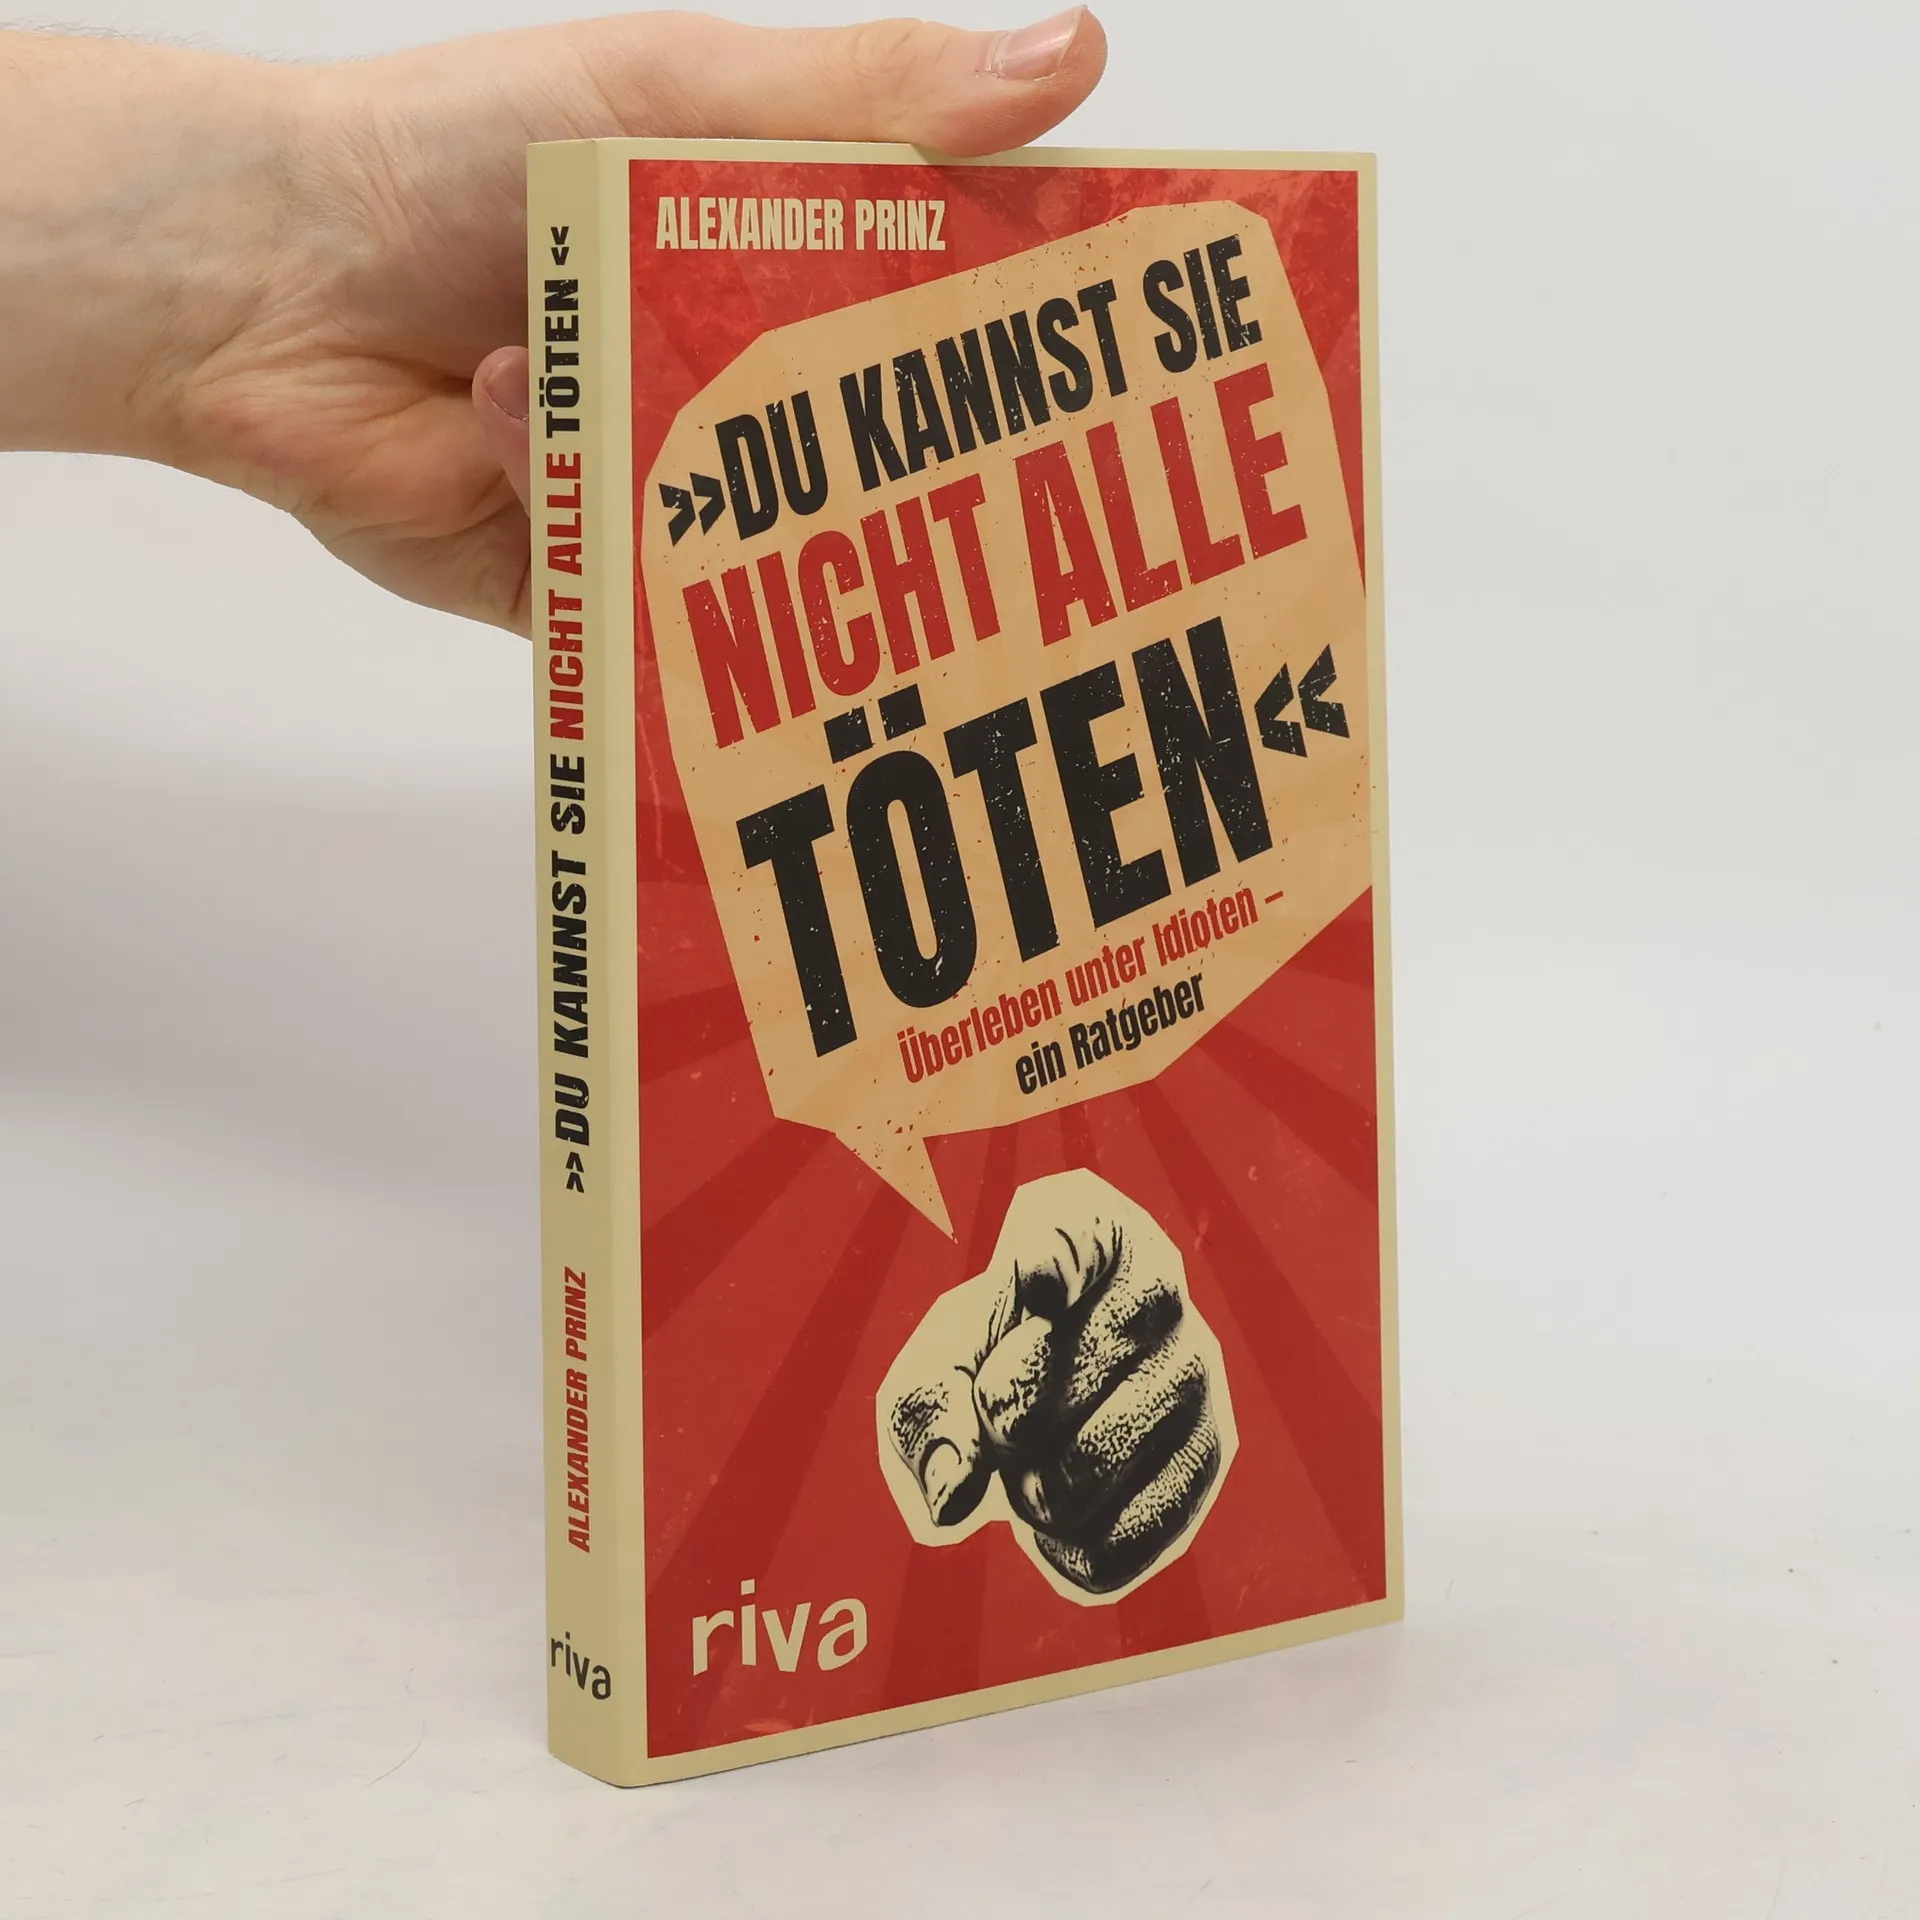 ALEXANDER PRINZ
»DU KANNST SIE
NICHT ALLE
TÖTEN«
Überleben unter Idioten –
ein Ratgeber
riva
»DU KANNST SIE NICHT ALLE TÖTEN«
ALEXANDER PRINZ
riva